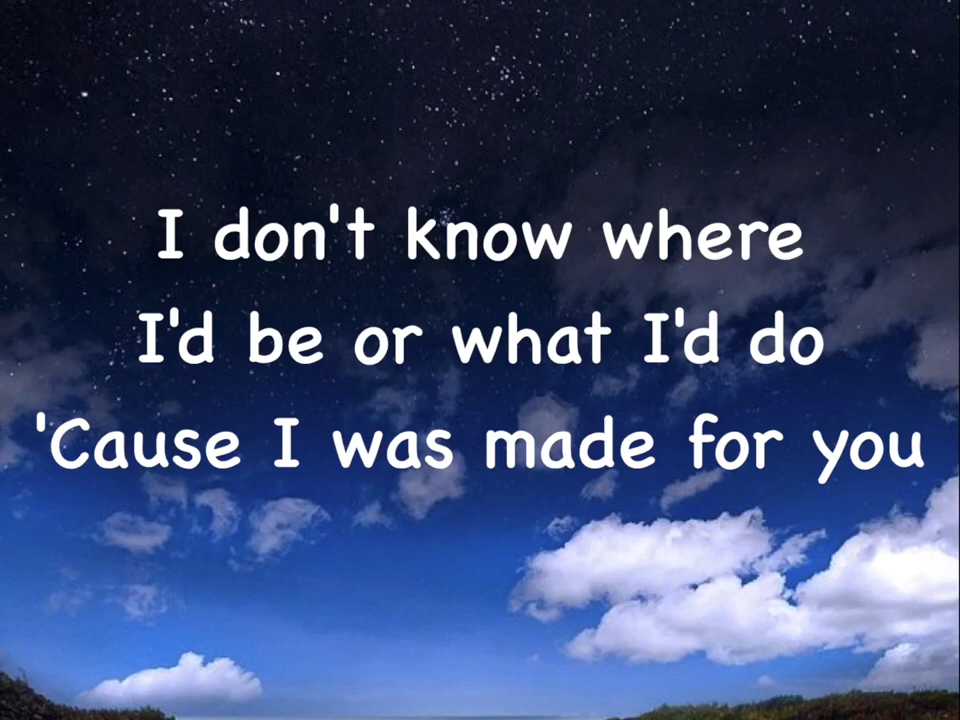 I don't know where
I'd be or what I'd do
'Cause I was made for you